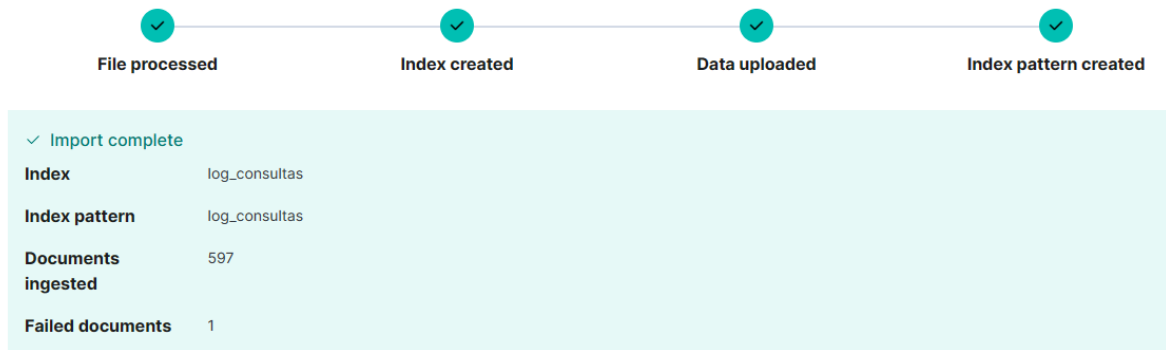 File processed
Index created
Data uploaded
Index pattern created
Import complete
Index log_consultas
Index pattern log_consultas
Documents 597
ingested
Failed documents 1